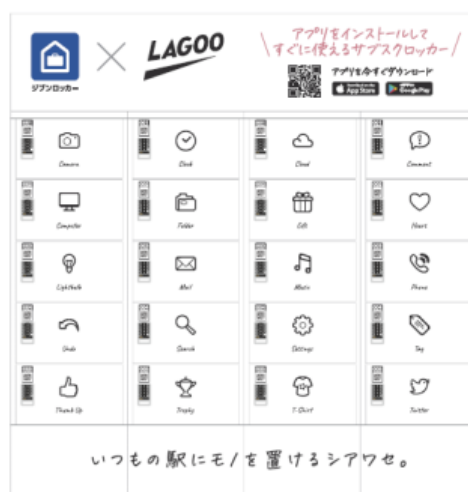 ジブンロッカー
LAGOO
アプリをインストールして
すぐに使えるサブスクロッカー
アプリを今すぐダウンロード
App Store
Google Play
Camera
Clock
Cloud
Comment
Computer
Folder
Gift
Heart
Lightbulb
Mail
Music
Phone
Undo
Search
Settings
Tag
Thumb Up
Trophy
T-Shirt
Twitter
いつもの駅にモノを置けるシアワセ。